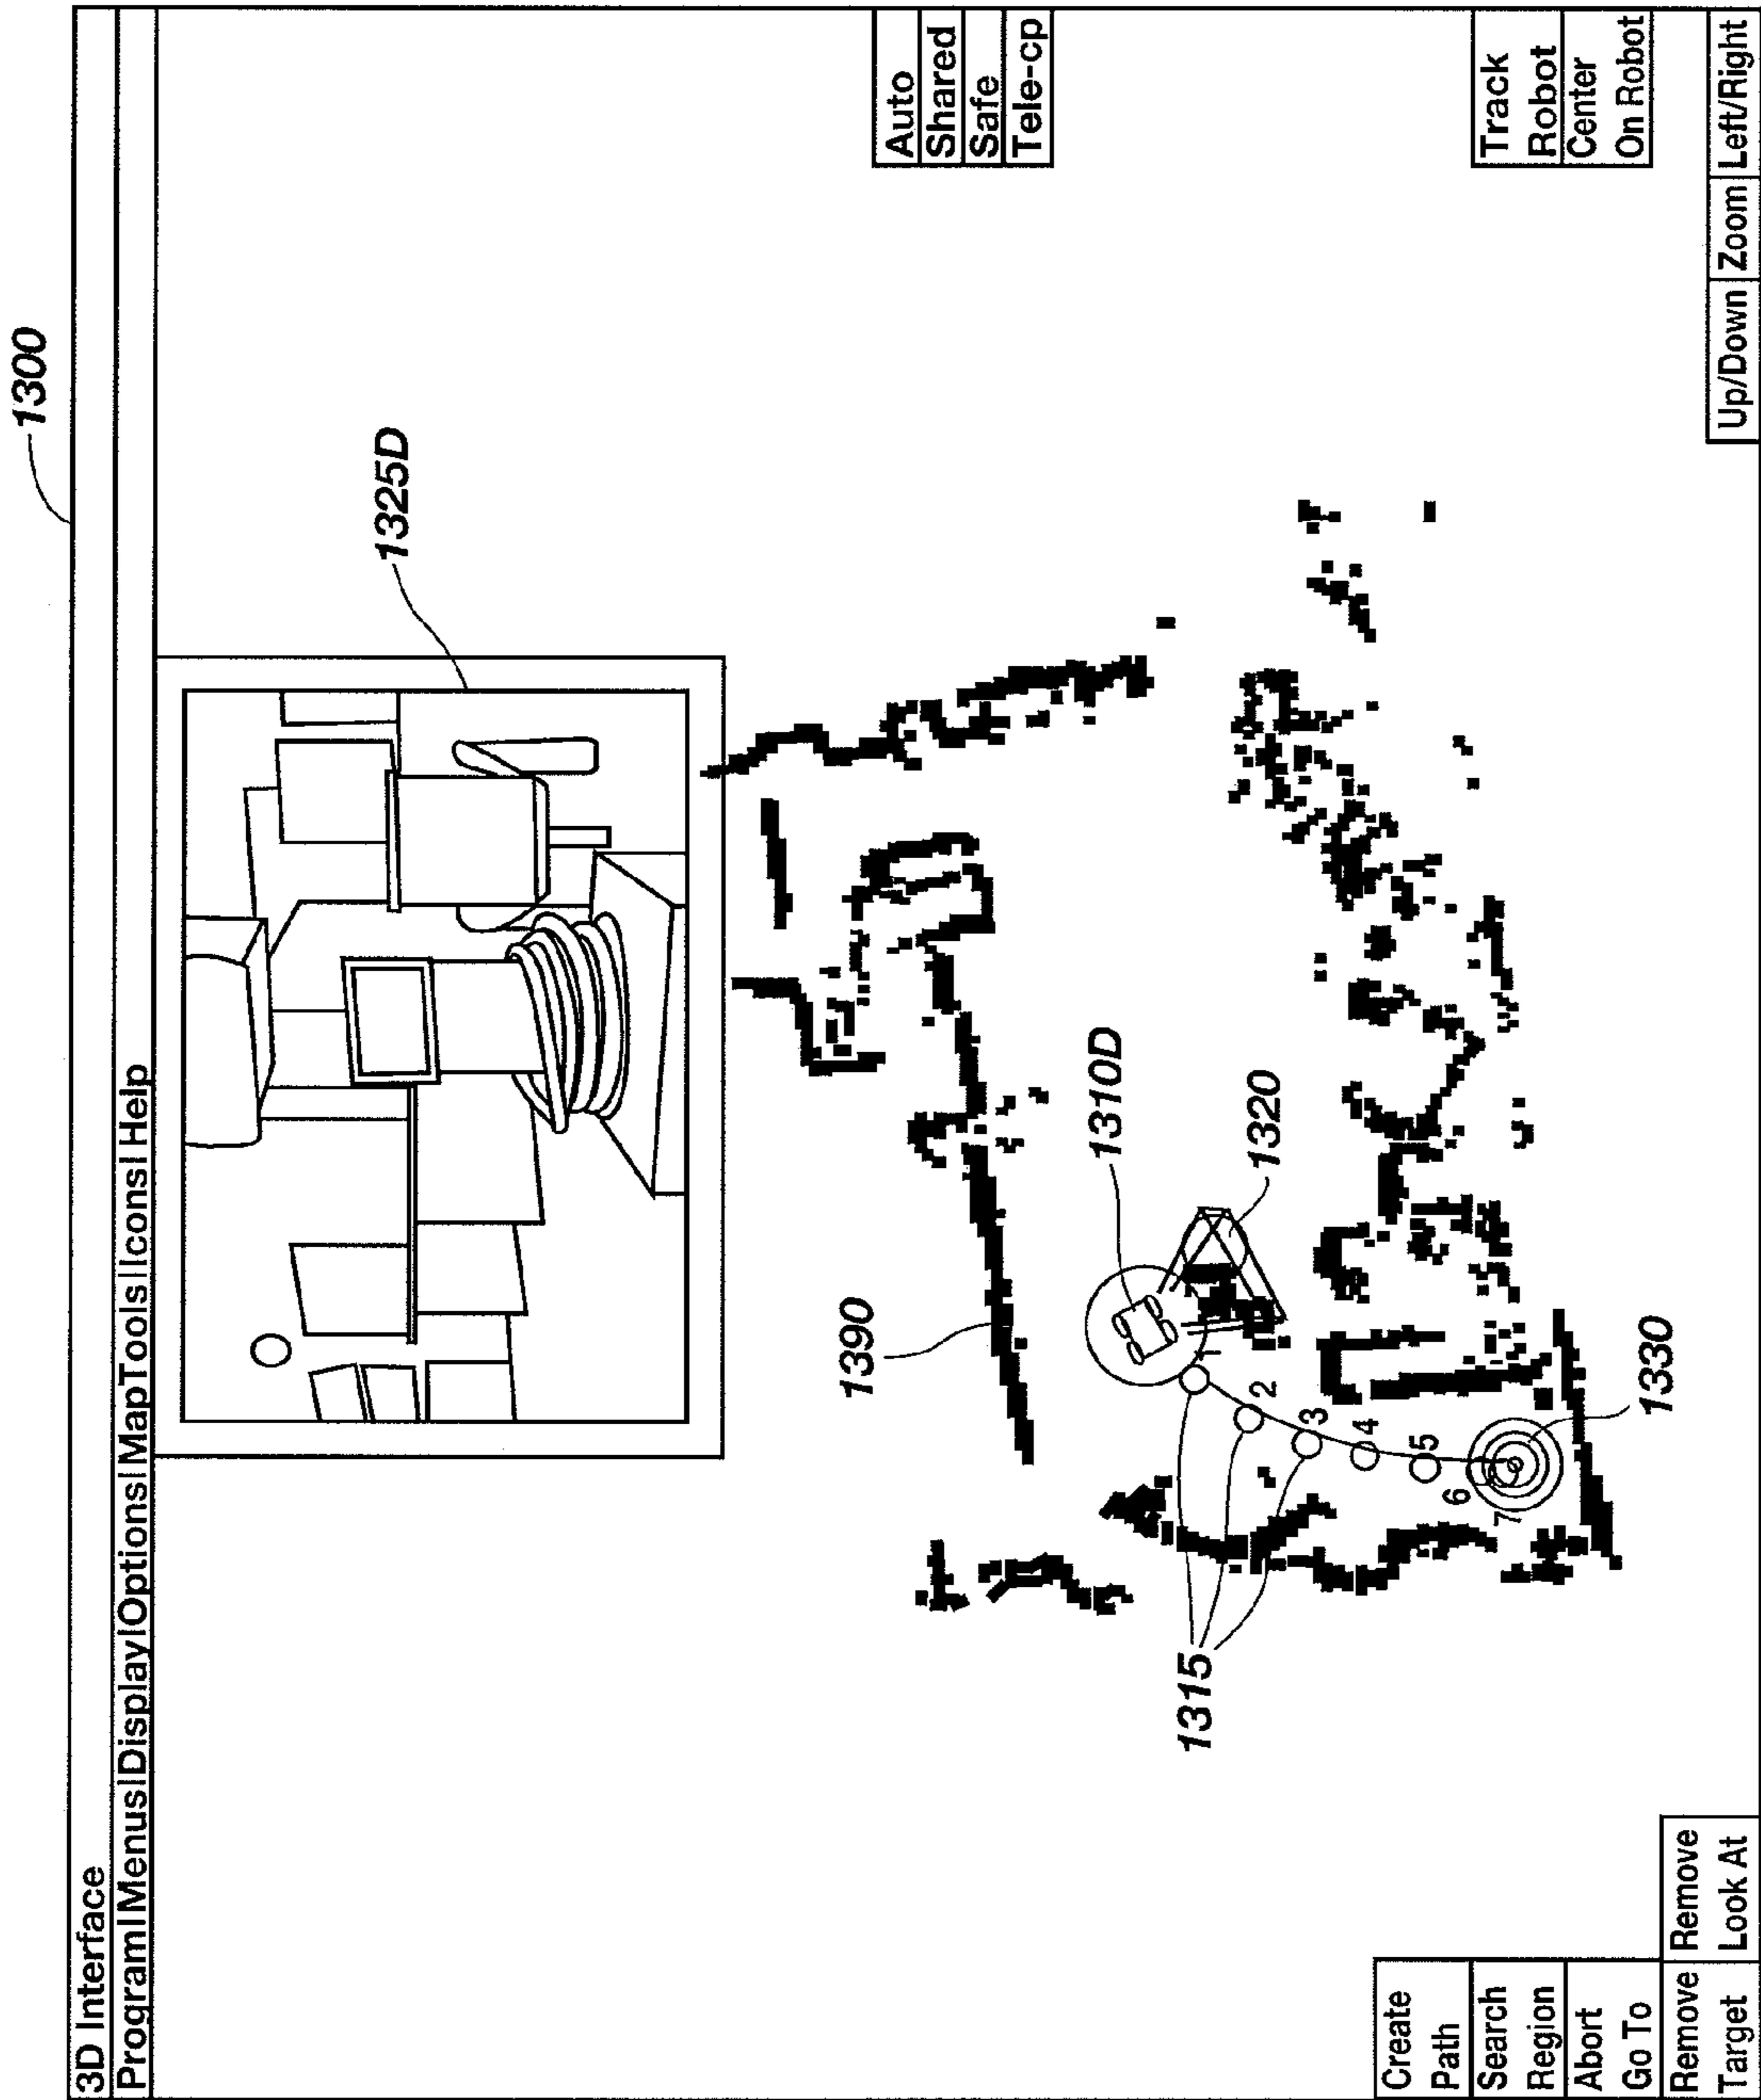 1300
3D Interface
Program|Menus|Display|Options|MapTools|Icons|Help
1325D
Auto
Shared
Safe
Tele-cp
1390
1310D
1320
1
2
3
4
5
6
7
1315
1330
Create
Path
Search
Region
Abort
Go To
Remove Remove
Target Look At
Track
Robot
Center
On Robot
Up/Down Zoom Left/Right